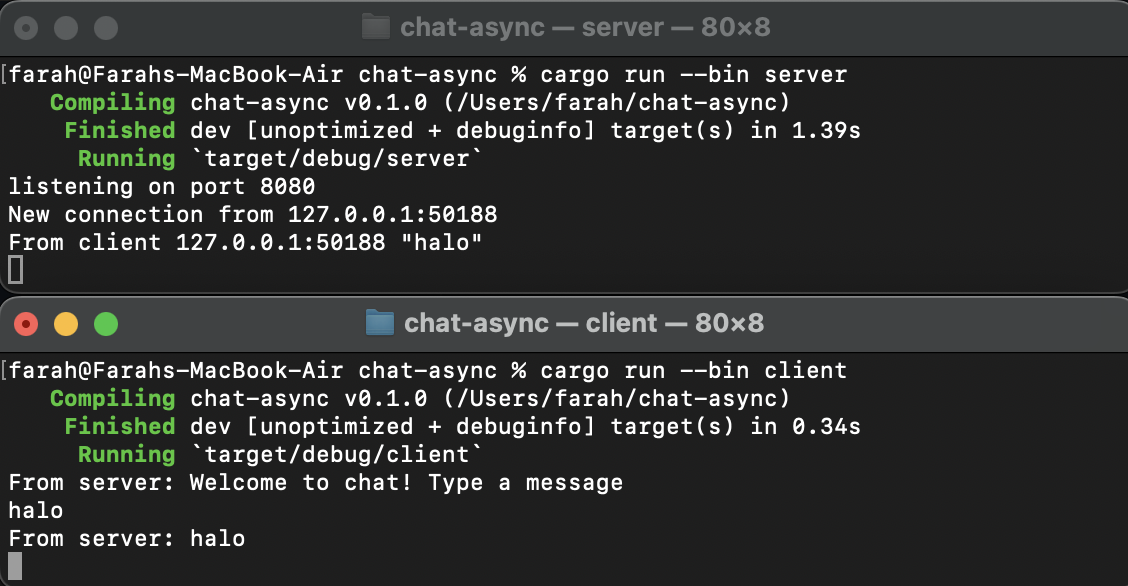 chat-async — server — 80×8
[farah@Farahs-MacBook-Air chat-async % cargo run --bin server
Compiling chat-async v0.1.0 (/Users/farah/chat-async)
Finished dev [unoptimized + debuginfo] target(s) in 1.39s
Running `target/debug/server`
listening on port 8080
New connection from 127.0.0.1:50188
From client 127.0.0.1:50188 "halo"
chat-async — client — 80×8
[farah@Farahs-MacBook-Air chat-async % cargo run --bin client
Compiling chat-async v0.1.0 (/Users/farah/chat-async)
Finished dev [unoptimized + debuginfo] target(s) in 0.34s
Running `target/debug/client`
From server: Welcome to chat! Type a message
halo
From server: halo